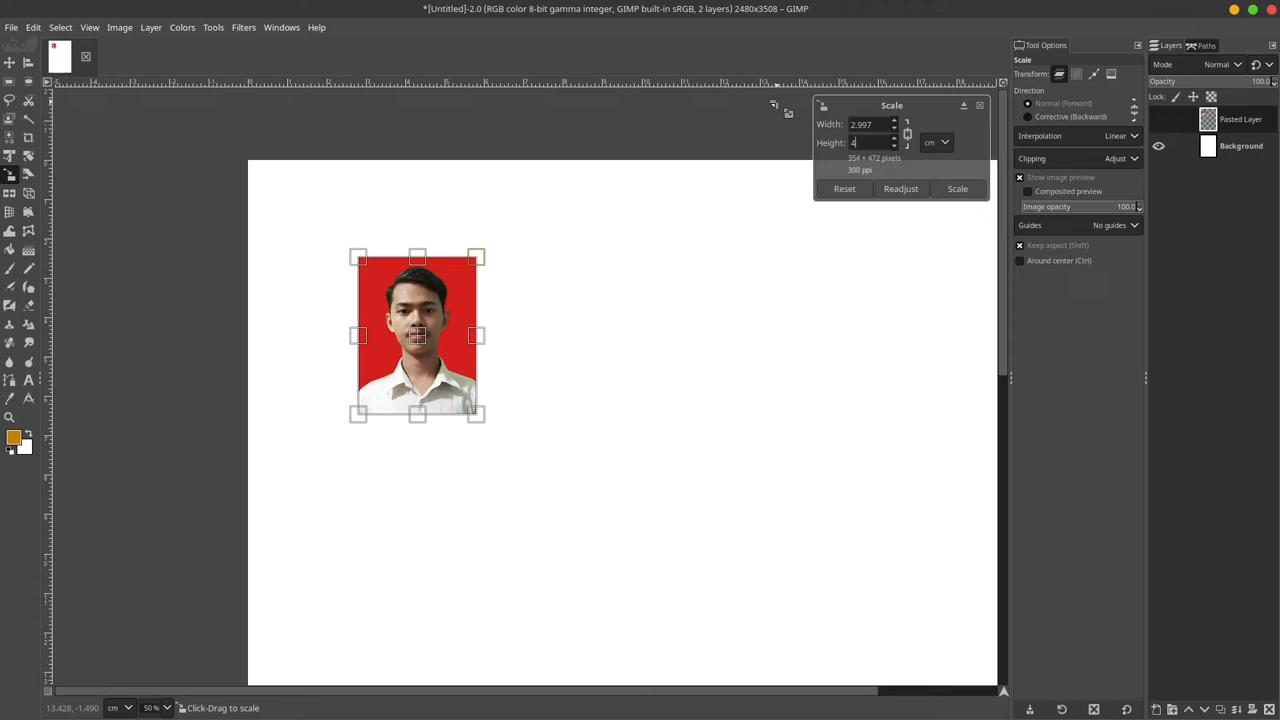 *[Untitled]-2.0 (RGB color 8-bit gamma integer, GIMP built-in sRGB, 2 layers) 2480x3508 – GIMP
File Edit Select View Image Layer Colors Tools Filters Windows Help
Scale
Width: 2.997
Height: 4
cm
354 × 472 pixels
300 ppi
Reset Readjust Scale
Tool Options
Scale
Transform:
Direction
Normal (Forward)
Corrective (Backward)
Interpolation Linear
Clipping Adjust
Show image preview
Composited preview
Image opacity 100.0
Guides No guides
Keep aspect (Shift)
Around center (Ctrl)
Layers Paths
Mode Normal
Opacity 100.0
Lock:
Pasted Layer
Background
13.428, -1.490 cm 50 % Click-Drag to scale